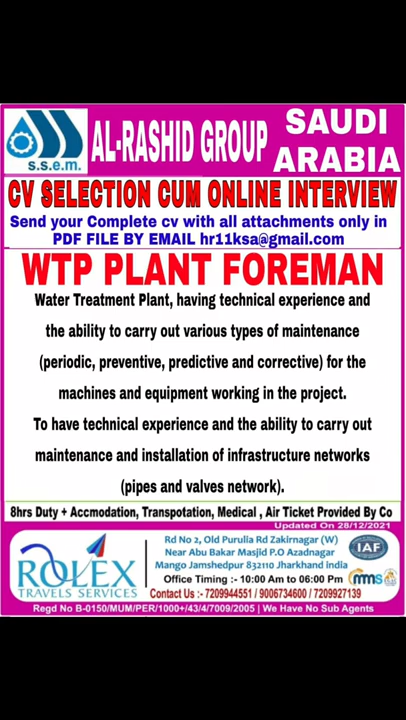 s.s.e.m.
AL-RASHID GROUP
SAUDI
ARABIA
CV SELECTION CUM ONLINE INTERVIEW
Send your Complete cv with all attachments only in
PDF FILE BY EMAIL hr11ksa@gmail.com
WTP PLANT FOREMAN
Water Treatment Plant, having technical experience and
the ability to carry out various types of maintenance
(periodic, preventive, predictive and corrective) for the
machines and equipment working in the project.
To have technical experience and the ability to carry out
maintenance and installation of infrastructure networks
(pipes and valves network).
8hrs Duty + Accmodation, Transpotation, Medical , Air Ticket Provided By Co
Updated On 28/12/2021
ROLEX
TRAVELS SERVICES
Rd No 2, Old Purulia Rd Zakirnagar (W)
Near Abu Bakar Masjid P.O Azadnagar
Mango Jamshedpur 832110 Jharkhand india
Office Timing :- 10:00 Am to 06:00 Pm
IAF
Contact Us :- 7209944551 / 9006734600 / 7209927139
Regd No B-0150/MUM/PER/1000+/43/4/7009/2005 | We Have No Sub Agents